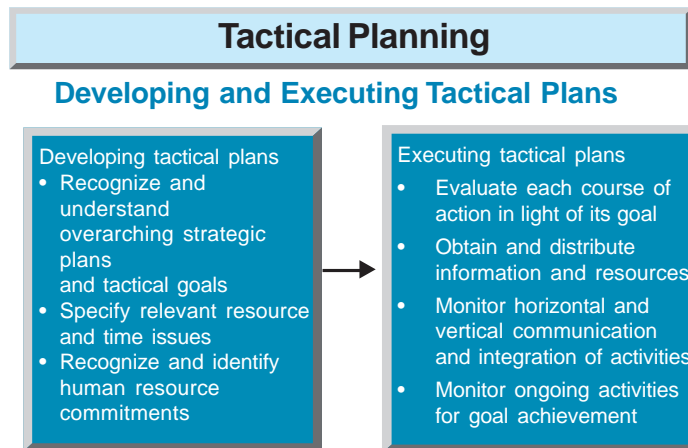 Tactical Planning
Developing and Executing Tactical Plans
Developing tactical plans
• Recognize and
understand
overarching strategic
plans
and tactical goals
• Specify relevant resource
and time issues
• Recognize and identify
human resource
commitments
Executing tactical plans
• Evaluate each course of
action in light of its goal
• Obtain and distribute
information and resources
• Monitor horizontal and
vertical communication
and integration of activities
• Monitor ongoing activities
for goal achievement